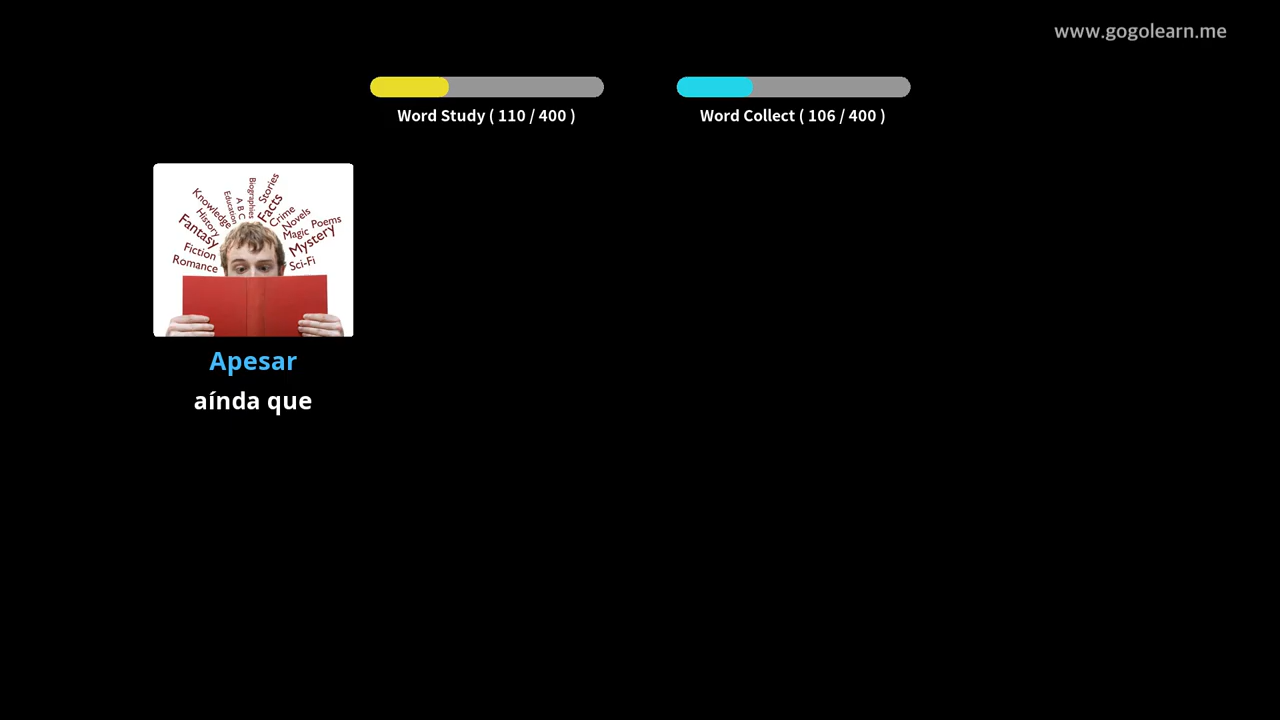 www.gogolearn.me
Word Study ( 110 / 400 )
Word Collect ( 106 / 400 )
Knowledge
History
Fantasy
Fiction
Romance
Education
A B C
Biographies
Stories
Facts
Crime
Novels
Magic
Poems
Mystery
Sci-Fi
Apesar
aínda que